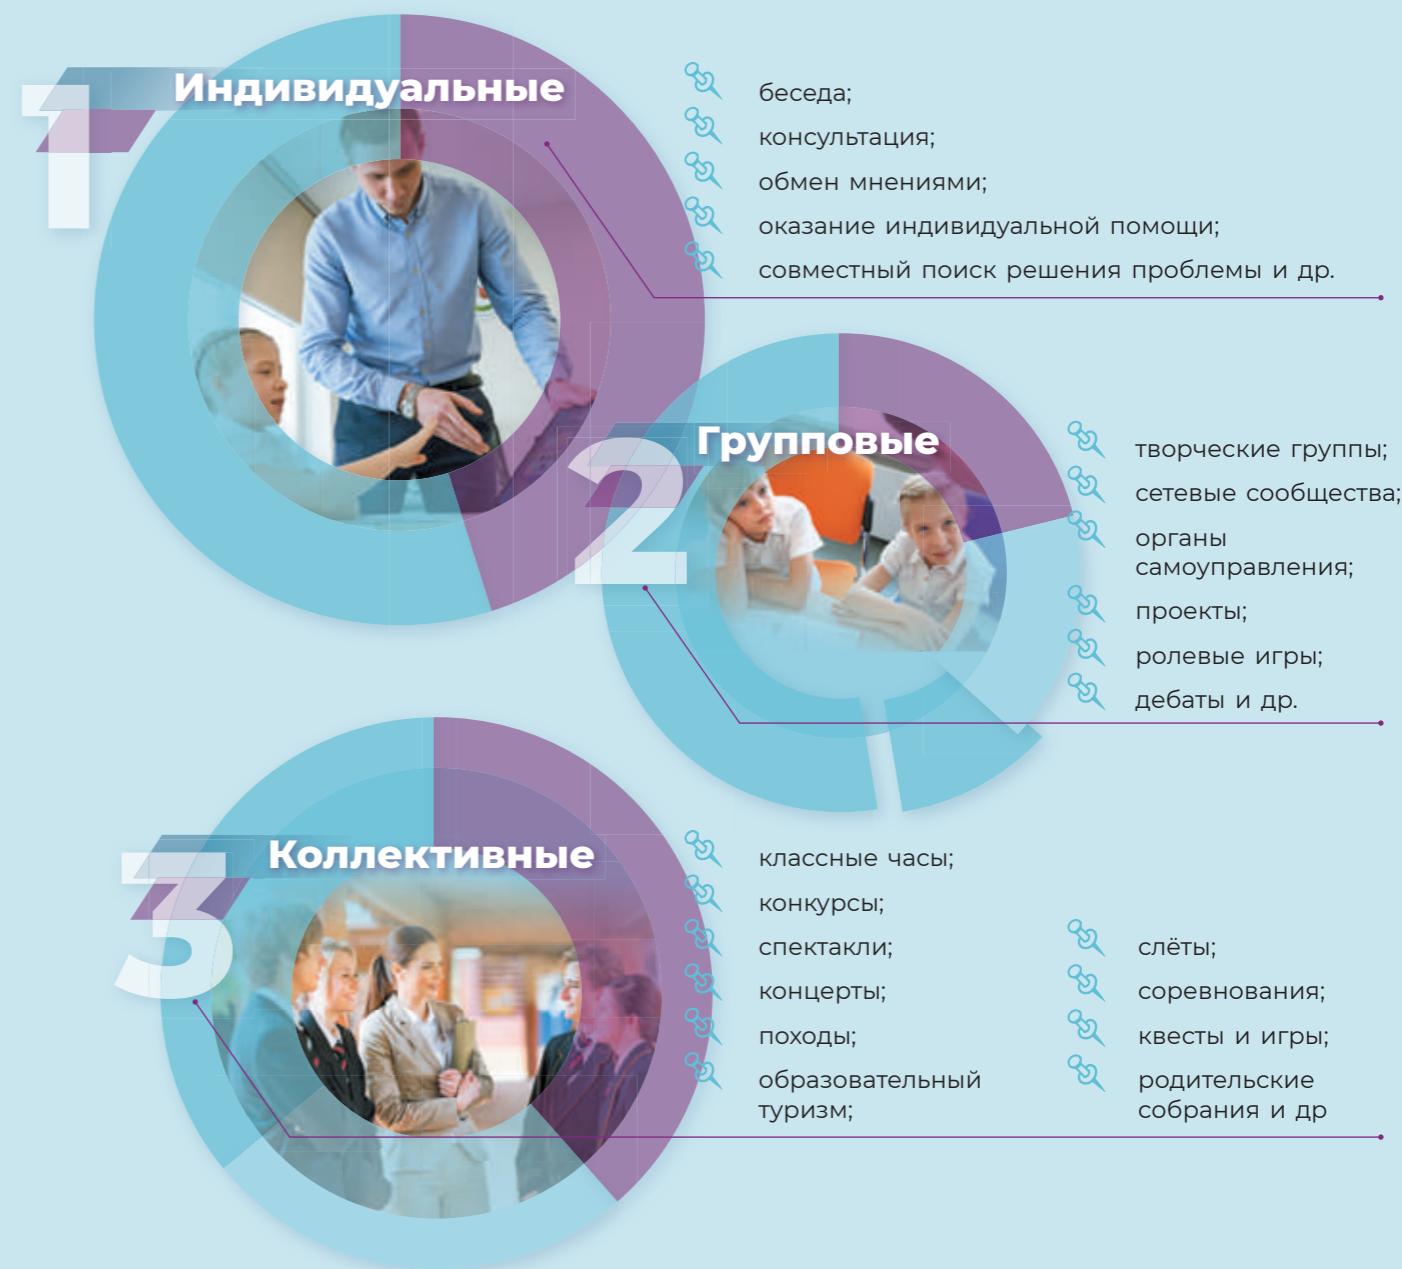 1
Индивидуальные
беседа;
консультация;
обмен мнениями;
оказание индивидуальной помощи;
совместный поиск решения проблемы и др.
2
Групповые
творческие группы;
сетевые сообщества;
органы
самоуправления;
проекты;
ролевые игры;
дебаты и др.
3
Коллективные
классные часы;
конкурсы;
спектакли;
концерты;
походы;
образовательный
туризм;
слёты;
соревнования;
квесты и игры;
родительские
собрания и др